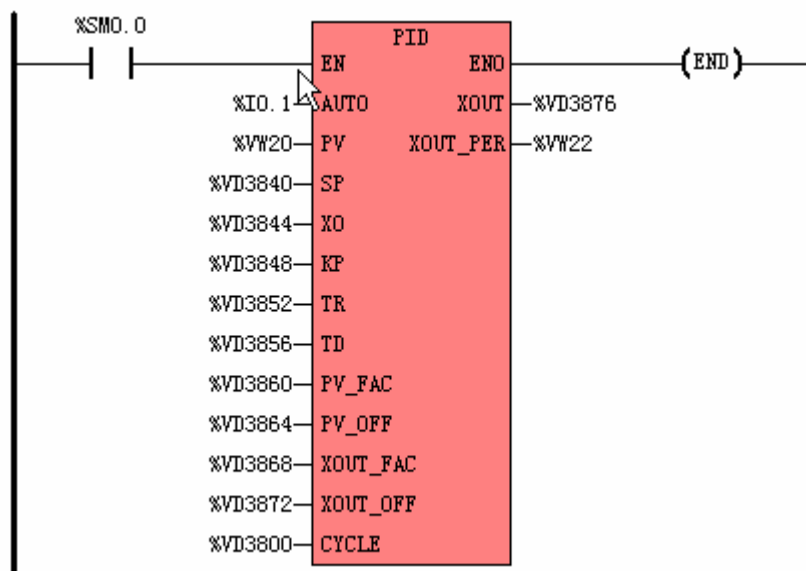 %SM0.0
PID
EN ENO (END)
%I0.1 AUTO XOUT %VD3876
%VW20 PV XOUT_PER %VW22
%VD3840 SP
%VD3844 XO
%VD3848 KP
%VD3852 TR
%VD3856 TD
%VD3860 PV_FAC
%VD3864 PV_OFF
%VD3868 XOUT_FAC
%VD3872 XOUT_OFF
%VD3800 CYCLE